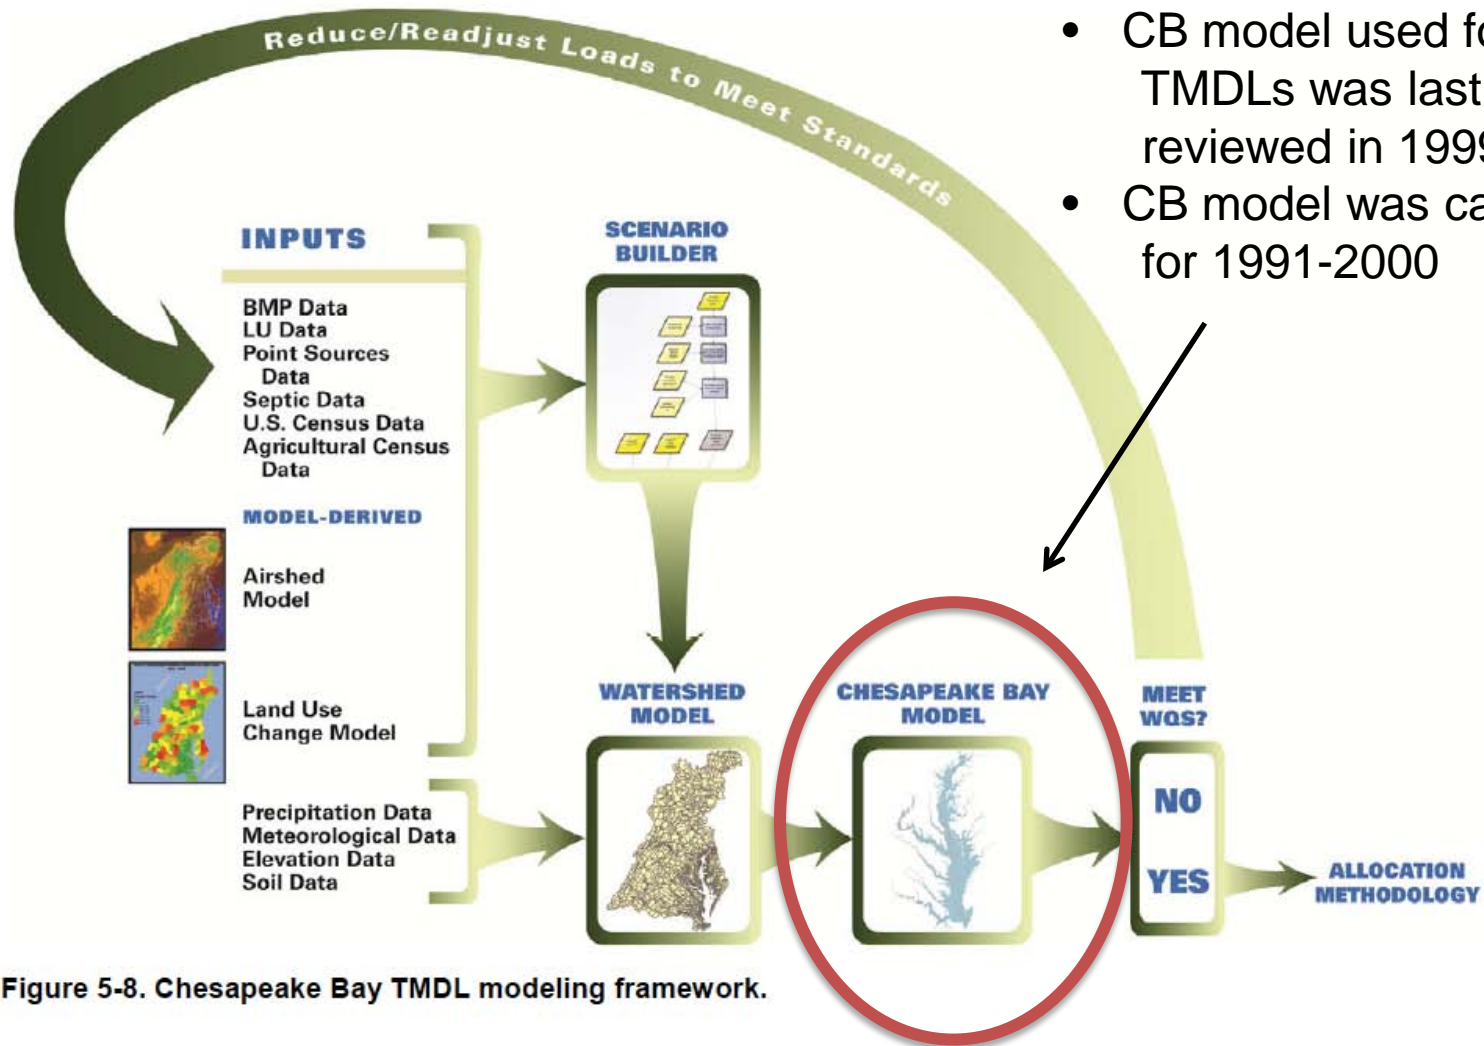 Reduce/Readjust Loads to Meet Standards
• CB model used fo
TMDLs was last
reviewed in 1999
• CB model was ca
for 1991-2000
INPUTS
BMP Data
LU Data
Point Sources
Data
Septic Data
U.S. Census Data
Agricultural Census
Data
MODEL-DERIVED
Airshed
Model
Land Use
Change Model
Precipitation Data
Meteorological Data
Elevation Data
Soil Data
SCENARIO
BUILDER
WATERSHED
MODEL
CHESAPEAKE BAY
MODEL
MEET
WQS?
NO
YES
ALLOCATION
METHODOLOGY
Figure 5-8. Chesapeake Bay TMDL modeling framework.